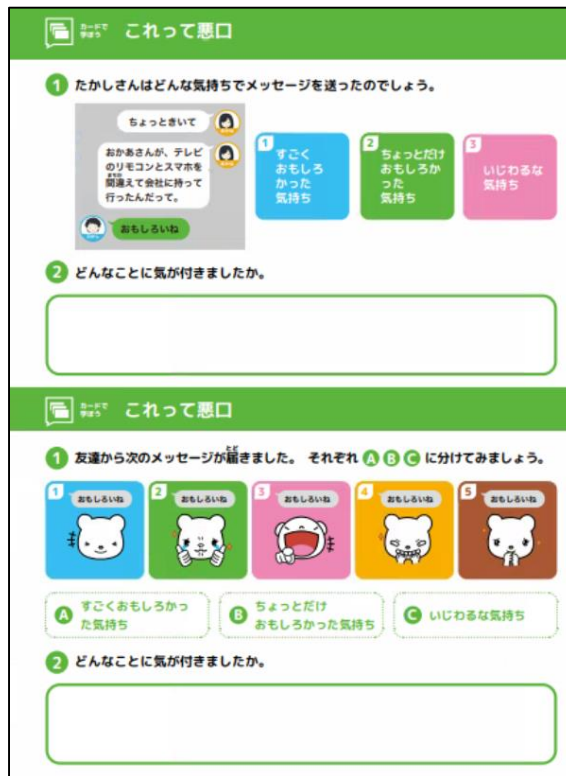 カードで
学ぼう
これって悪口
1 たかしさんはどんな気持ちでメッセージを送ったのでしょう。
ちょっときいて
おかあさんが、テレビ
のリモコンとスマホを
間違えて会社に持って
行ったんだって。
おもしろいね
1
すごく
おもしろ
かった
気持ち
2
ちょっとだけ
おもしろか
った
気持ち
3
いじわるな
気持ち
2 どんなことに気が付きましたか。
カードで
学ぼう
これって悪口
1 友達から次のメッセージが届きました。 それぞれ A B C に分けてみましょう。
とど
1 おもしろいね
2 おもしろいね
3 おもしろいね
4 おもしろいね
5 おもしろいね
A すごくおもしろかっ
た気持ち
B ちょっとだけ
おもしろかった気持ち
C いじわるな気持ち
2 どんなことに気が付きましたか。